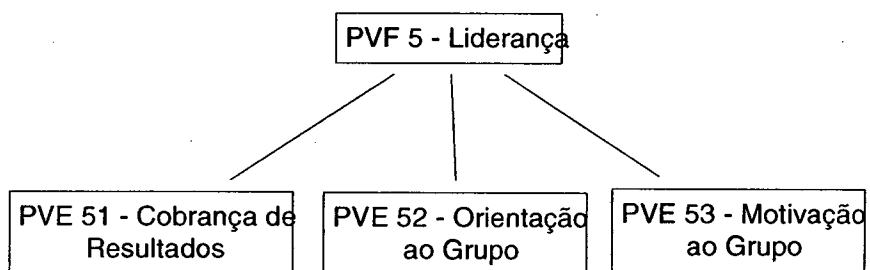 PVF 5 - Liderança
PVE 51 - Cobrança de
Resultados
PVE 52 - Orientação
ao Grupo
PVE 53 - Motivação
ao Grupo